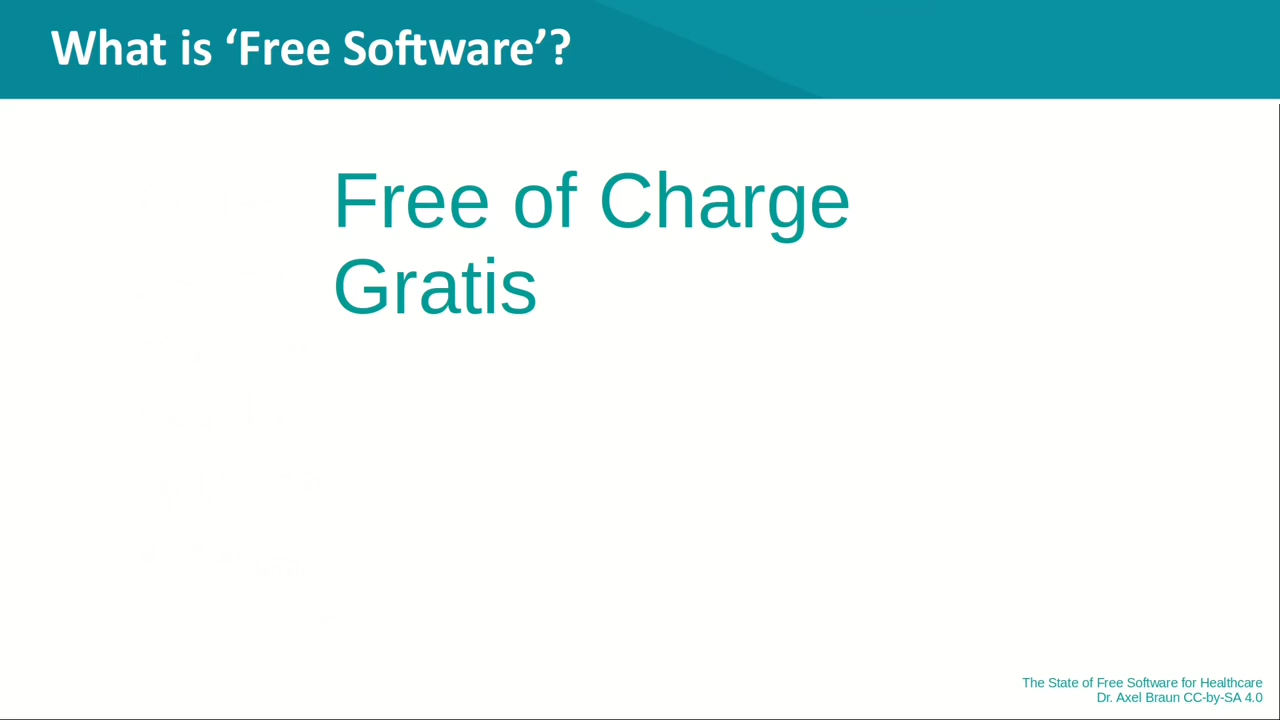 What is ‘Free Software’?
Free of Charge
Gratis
The State of Free Software for Healthcare
Dr. Axel Braun CC-by-SA 4.0